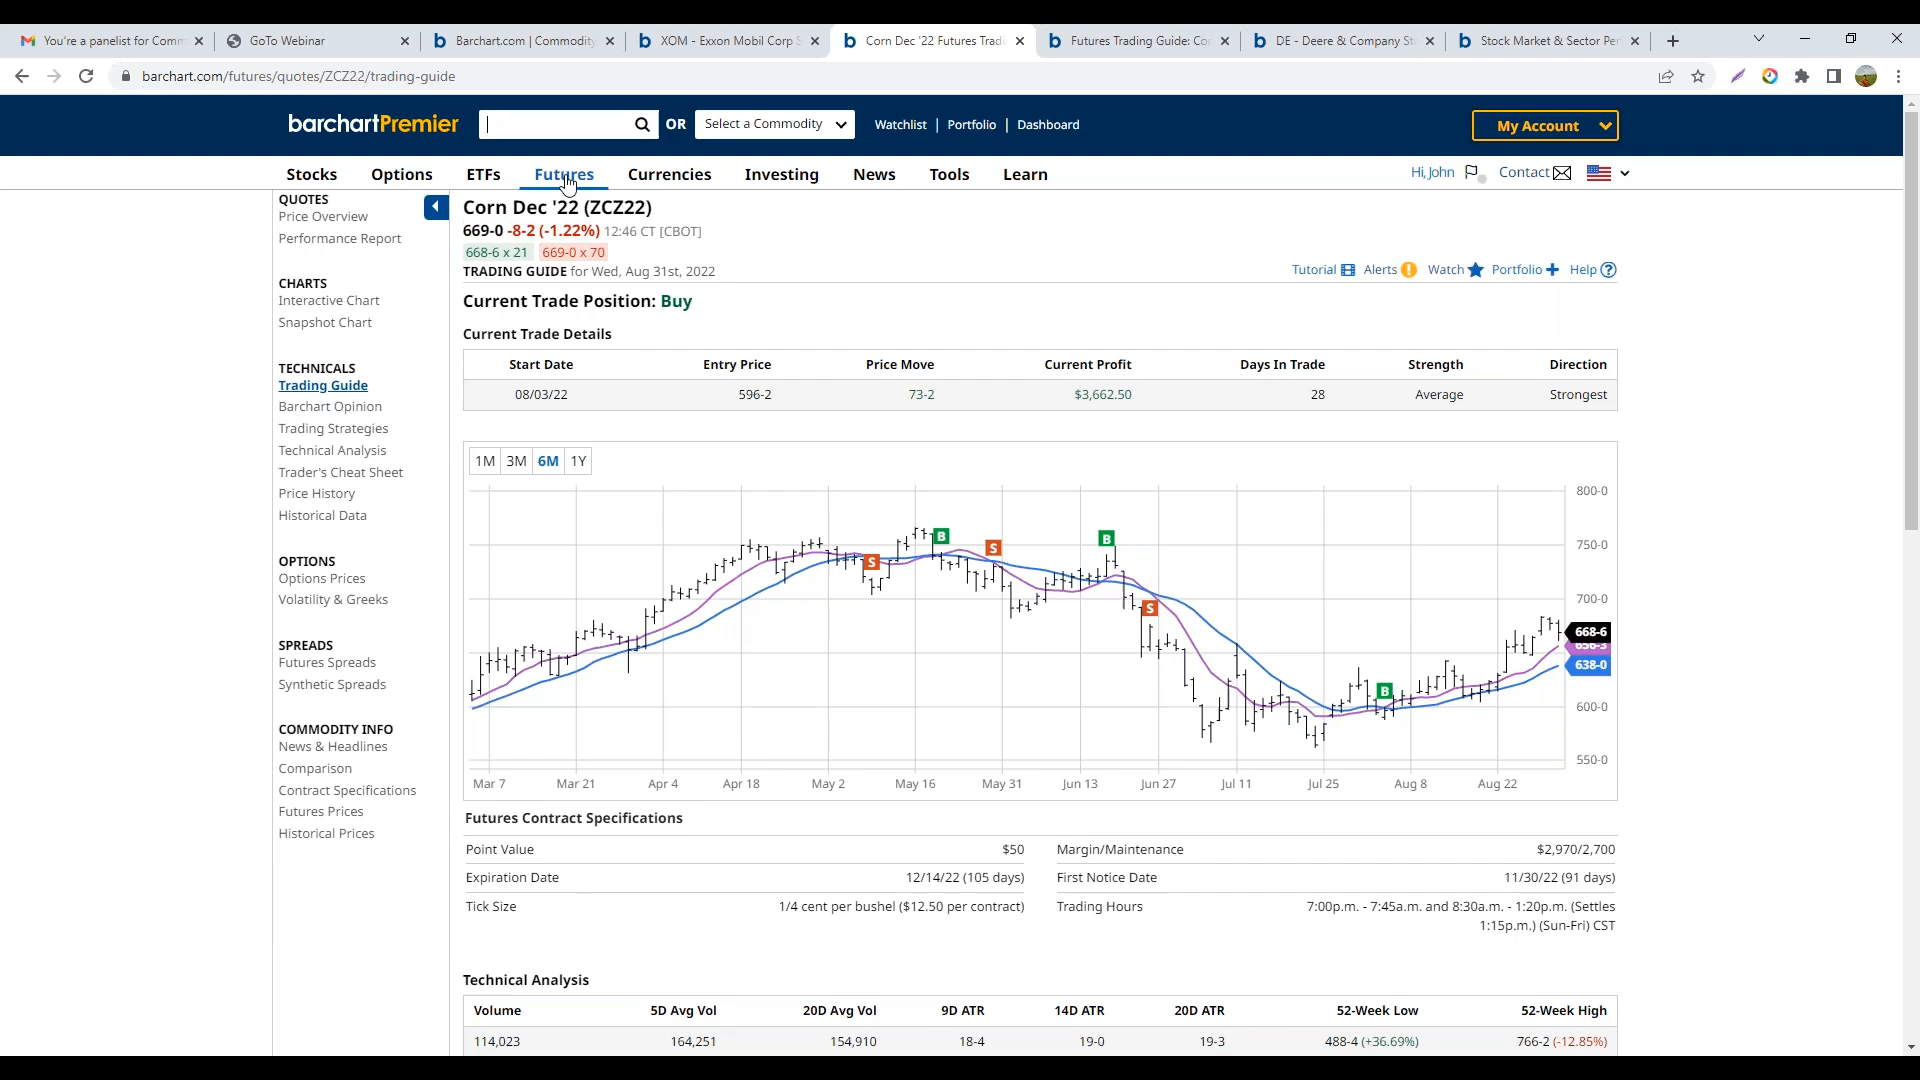 You're a panelist for Comm
GoTo Webinar
Barchart.com | Commodity
XOM - Exxon Mobil Corp S
Corn Dec '22 Futures Tradi
Futures Trading Guide: Co
DE - Deere & Company St
Stock Market & Sector Per
barchart.com/futures/quotes/ZCZ22/trading-guide
barchartPremier
OR
Select a Commodity
Watchlist | Portfolio | Dashboard
My Account
Stocks Options ETFs Futures Currencies Investing News Tools Learn
Hi, John
Contact
QUOTES
Price Overview
Performance Report
CHARTS
Interactive Chart
Snapshot Chart
TECHNICALS
Trading Guide
Barchart Opinion
Trading Strategies
Technical Analysis
Trader's Cheat Sheet
Price History
Historical Data
OPTIONS
Options Prices
Volatility & Greeks
SPREADS
Futures Spreads
Synthetic Spreads
COMMODITY INFO
News & Headlines
Comparison
Contract Specifications
Futures Prices
Historical Prices
Corn Dec '22 (ZCZ22)
669-0 -8-2 (-1.22%) 12:46 CT [CBOT]
668-6 x 21 669-0 x 70
TRADING GUIDE for Wed, Aug 31st, 2022
Tutorial Alerts Watch Portfolio Help
Current Trade Position: Buy
Current Trade Details
Start Date Entry Price Price Move Current Profit Days In Trade Strength Direction
08/03/22 596-2 73-2 $3,662.50 28 Average Strongest
1M 3M 6M 1Y
800-0
750-0
700-0
668-6
656-3
638-0
600-0
550-0
S B S B S B
Mar 7 Mar 21 Apr 4 Apr 18 May 2 May 16 May 31 Jun 13 Jun 27 Jul 11 Jul 25 Aug 8 Aug 22
Futures Contract Specifications
Point Value $50 Margin/Maintenance $2,970/2,700
Expiration Date 12/14/22 (105 days) First Notice Date 11/30/22 (91 days)
Tick Size 1/4 cent per bushel ($12.50 per contract) Trading Hours 7:00p.m. - 7:45a.m. and 8:30a.m. - 1:20p.m. (Settles
1:15p.m.) (Sun-Fri) CST
Technical Analysis
Volume 5D Avg Vol 20D Avg Vol 9D ATR 14D ATR 20D ATR 52-Week Low 52-Week High
114,023 164,251 154,910 18-4 19-0 19-3 488-4 (+36.69%) 766-2 (-12.85%)